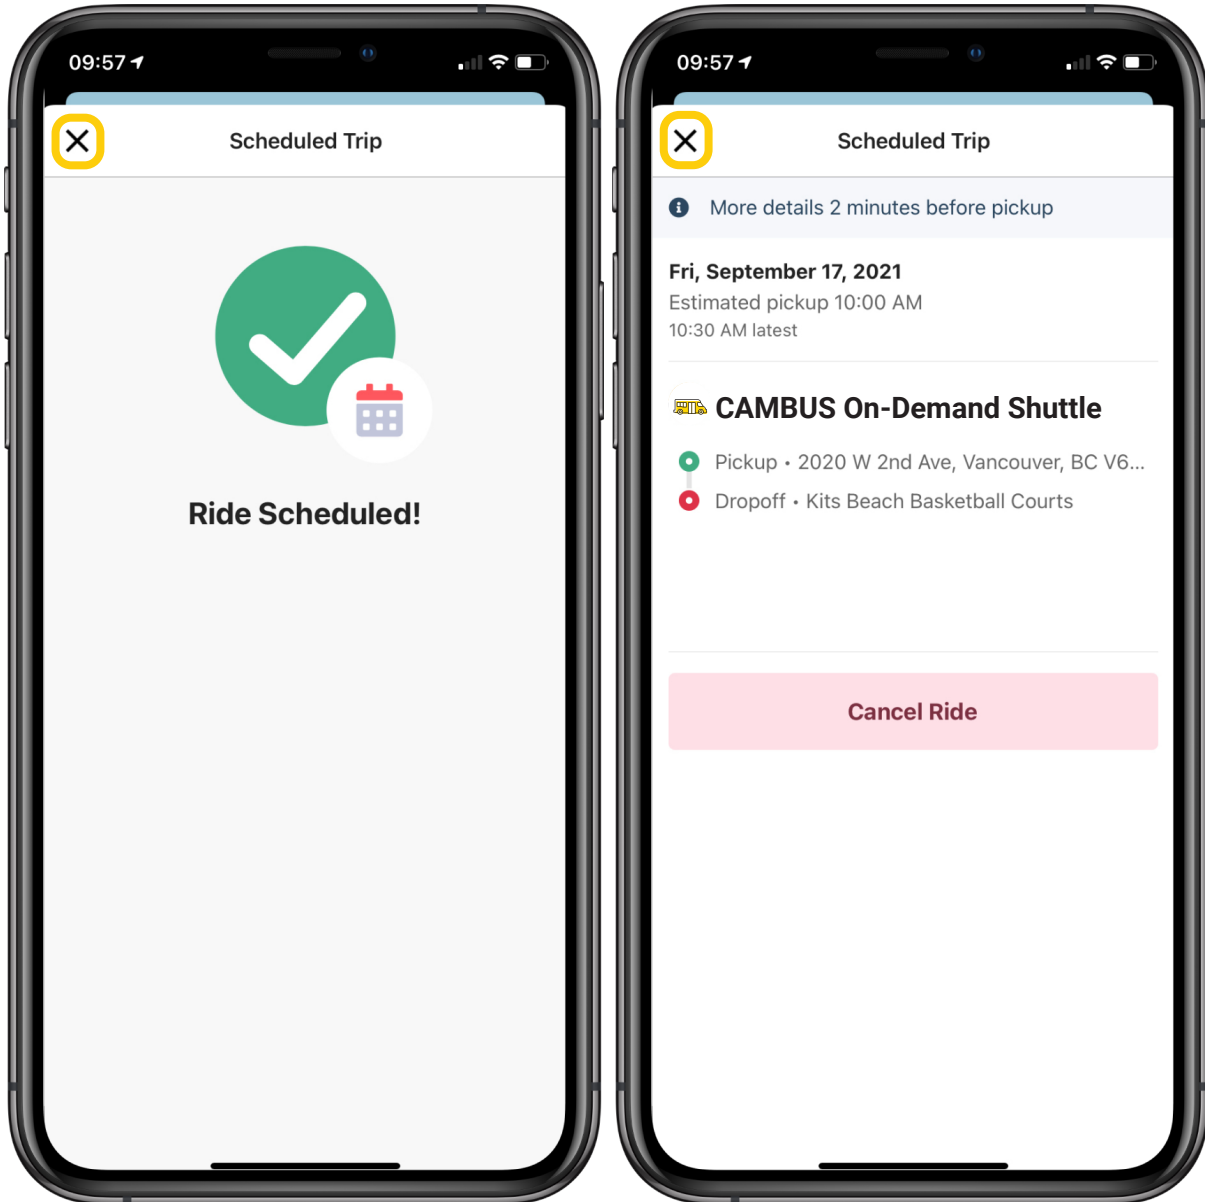 09:57
Scheduled Trip
Ride Scheduled!
09:57
Scheduled Trip
More details 2 minutes before pickup
Fri, September 17, 2021
Estimated pickup 10:00 AM
10:30 AM latest
CAMBUS On-Demand Shuttle
Pickup • 2020 W 2nd Ave, Vancouver, BC V6...
Dropoff • Kits Beach Basketball Courts
Cancel Ride